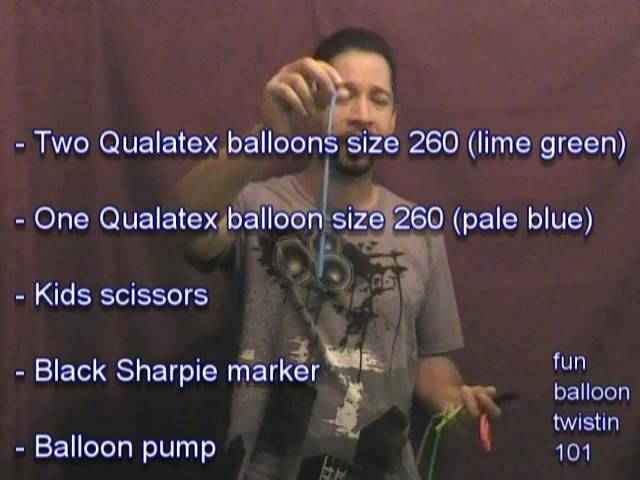 - Two Qualatex balloons size 260 (lime green)
- One Qualatex balloon size 260 (pale blue)
- Kids scissors
- Black Sharpie marker
- Balloon pump
fun
balloon
twistin
101